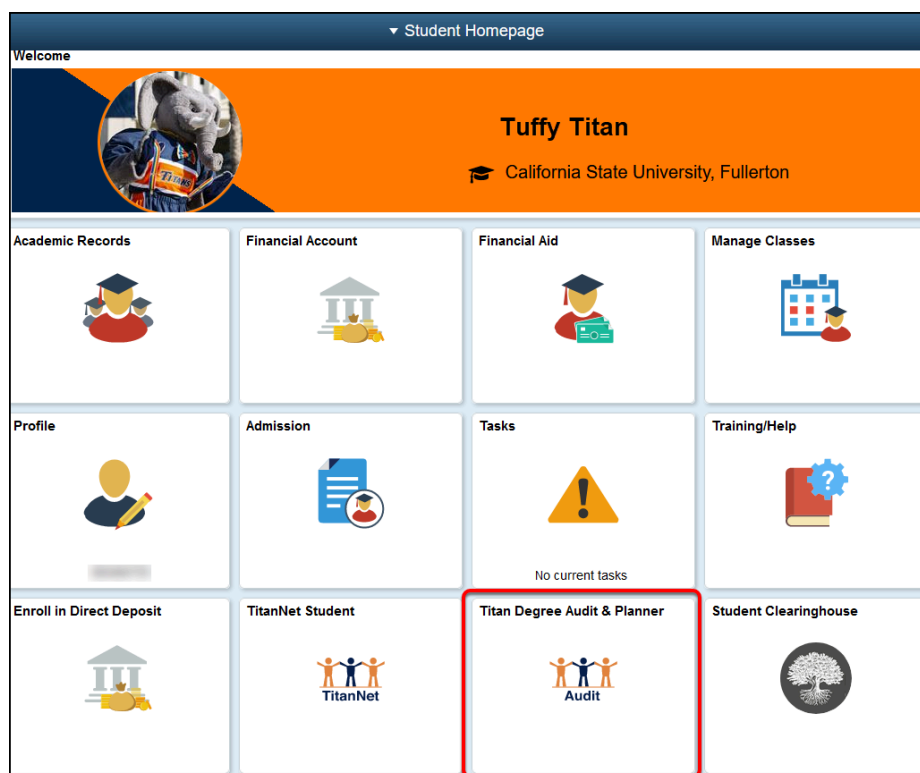 ▾ Student Homepage
Welcome
Tuffy Titan
California State University, Fullerton
TITANS
Academic Records
Financial Account
Financial Aid
Manage Classes
Profile
Admission
Tasks
Training/Help
?
No current tasks
Enroll in Direct Deposit
TitanNet Student
Titan Degree Audit & Planner
Student Clearinghouse
TitanNet
Audit